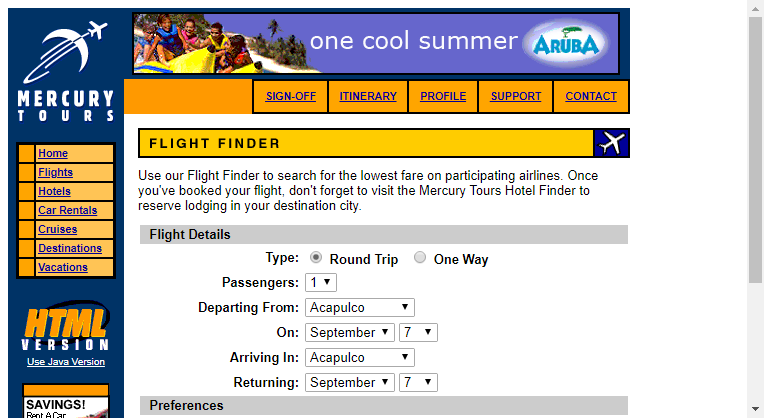 one cool summer ARUBA
MERCURY
TOURS
SIGN-OFF ITINERARY PROFILE SUPPORT CONTACT
FLIGHT FINDER
Home
Flights
Hotels
Car Rentals
Cruises
Destinations
Vacations
HTML
VERSION
Use Java Version
SAVINGS!
Rent A Car
Use our Flight Finder to search for the lowest fare on participating airlines. Once
you've booked your flight, don't forget to visit the Mercury Tours Hotel Finder to
reserve lodging in your destination city.
Flight Details
Type: Round Trip One Way
Passengers: 1
Departing From: Acapulco
On: September 7
Arriving In: Acapulco
Returning: September 7
Preferences